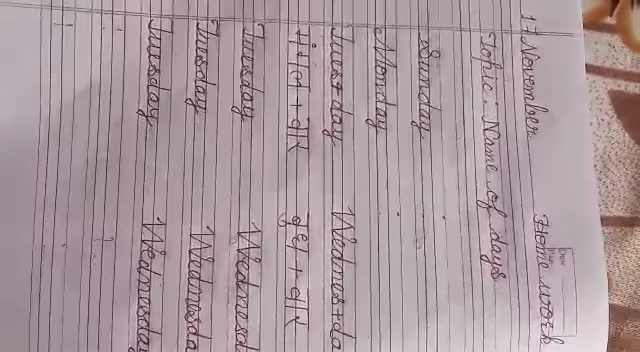 17 November Home work
Topic:- Name of days
Sunday
Monday
Tues+day Wednes+da
मंगल + वार बुध + वार
Tuesday Wednesd
Tuesday Wednesda
Tuesday Wednesday